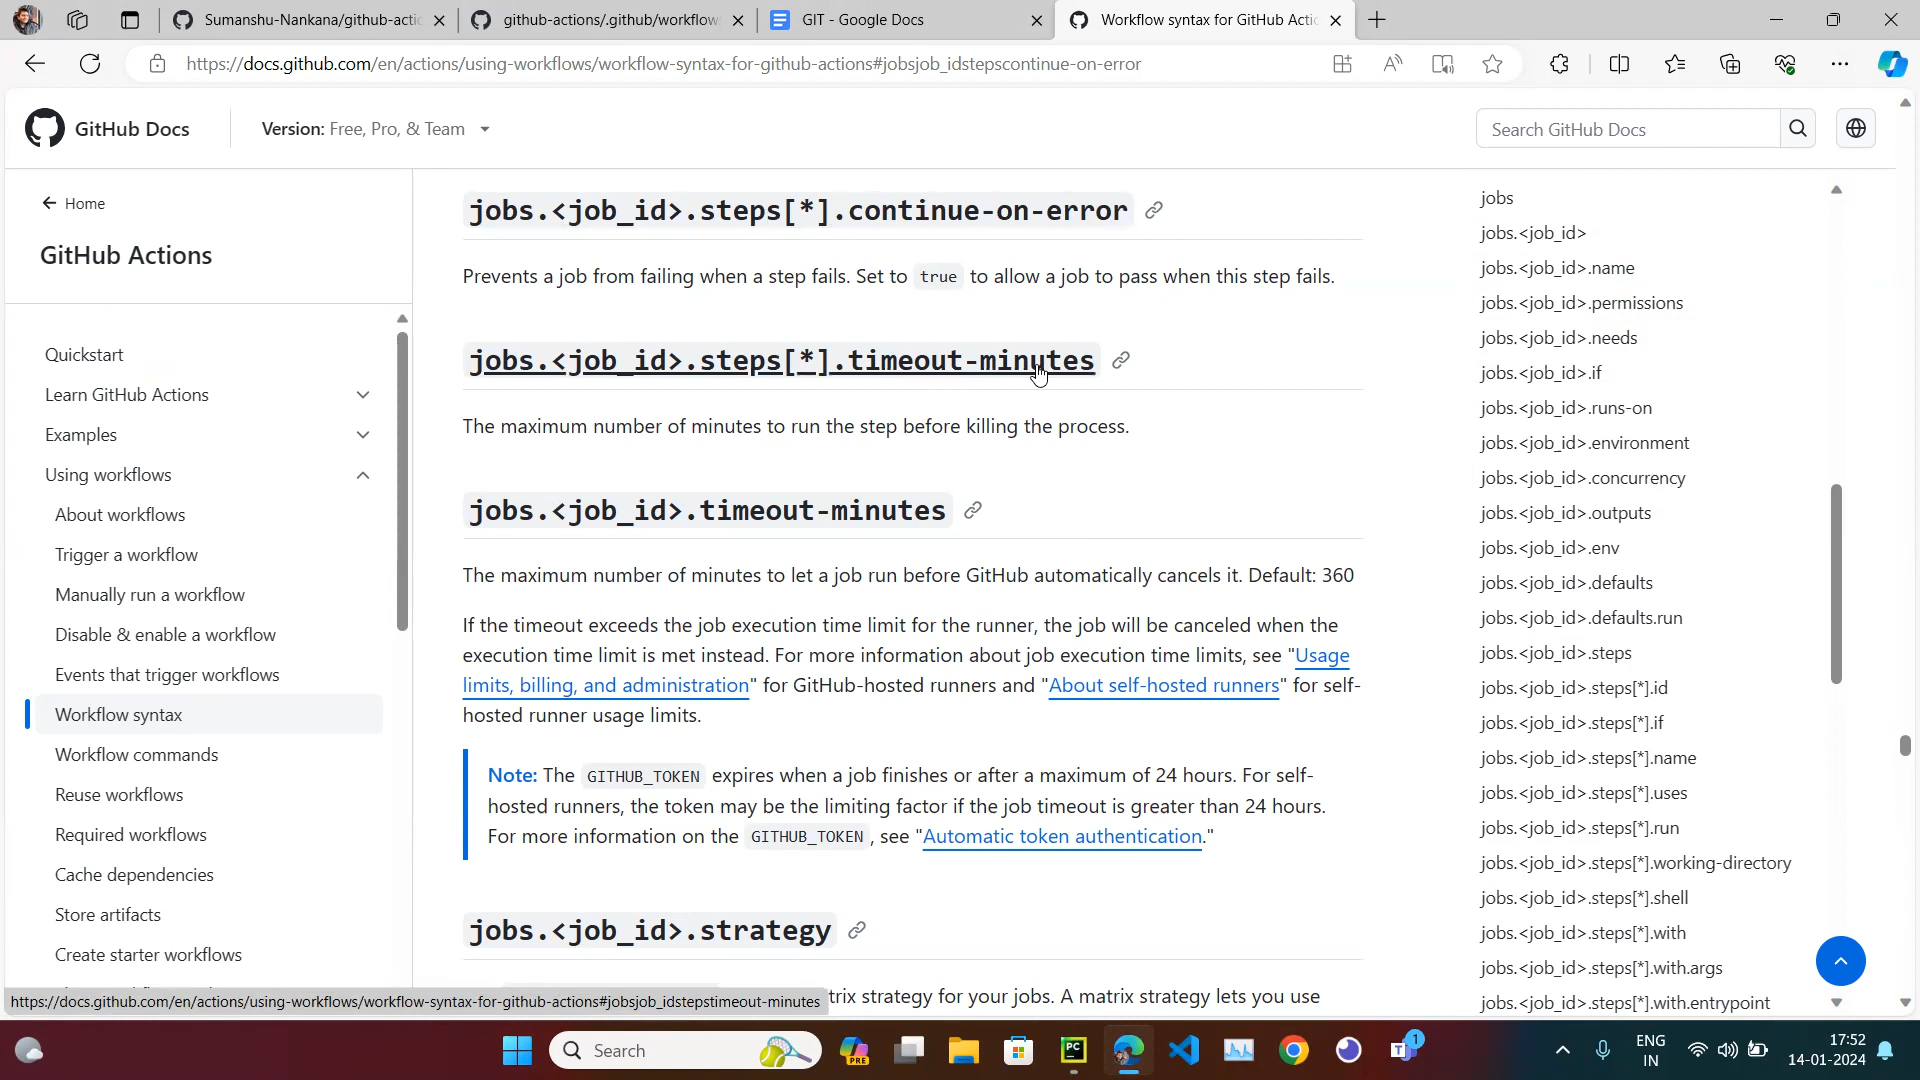 Sumanshu-Nankana/github-actio
github-actions/.github/workflow
GIT - Google Docs
Workflow syntax for GitHub Actio
https://docs.github.com/en/actions/using-workflows/workflow-syntax-for-github-actions#jobsjob_idstepscontinue-on-error
GitHub Docs
Version: Free, Pro, & Team
Search GitHub Docs
Home
GitHub Actions
Quickstart
Learn GitHub Actions
Examples
Using workflows
About workflows
Trigger a workflow
Manually run a workflow
Disable & enable a workflow
Events that trigger workflows
Workflow syntax
Workflow commands
Reuse workflows
Required workflows
Cache dependencies
Store artifacts
Create starter workflows
jobs.<job_id>.steps[*].continue-on-error
Prevents a job from failing when a step fails. Set to true to allow a job to pass when this step fails.
jobs.<job_id>.steps[*].timeout-minutes
The maximum number of minutes to run the step before killing the process.
jobs.<job_id>.timeout-minutes
The maximum number of minutes to let a job run before GitHub automatically cancels it. Default: 360
If the timeout exceeds the job execution time limit for the runner, the job will be canceled when the
execution time limit is met instead. For more information about job execution time limits, see "Usage
limits, billing, and administration" for GitHub-hosted runners and "About self-hosted runners" for self-
hosted runner usage limits.
Note: The GITHUB_TOKEN expires when a job finishes or after a maximum of 24 hours. For self-
hosted runners, the token may be the limiting factor if the job timeout is greater than 24 hours.
For more information on the GITHUB_TOKEN, see "Automatic token authentication."
jobs.<job_id>.strategy
trix strategy for your jobs. A matrix strategy lets you use
jobs
jobs.<job_id>
jobs.<job_id>.name
jobs.<job_id>.permissions
jobs.<job_id>.needs
jobs.<job_id>.if
jobs.<job_id>.runs-on
jobs.<job_id>.environment
jobs.<job_id>.concurrency
jobs.<job_id>.outputs
jobs.<job_id>.env
jobs.<job_id>.defaults
jobs.<job_id>.defaults.run
jobs.<job_id>.steps
jobs.<job_id>.steps[*].id
jobs.<job_id>.steps[*].if
jobs.<job_id>.steps[*].name
jobs.<job_id>.steps[*].uses
jobs.<job_id>.steps[*].run
jobs.<job_id>.steps[*].working-directory
jobs.<job_id>.steps[*].shell
jobs.<job_id>.steps[*].with
jobs.<job_id>.steps[*].with.args
jobs.<job_id>.steps[*].with.entrypoint
https://docs.github.com/en/actions/using-workflows/workflow-syntax-for-github-actions#jobsjob_idstepstimeout-minutes
Search
PRE
PC
1
ENG
IN
17:52
14-01-2024